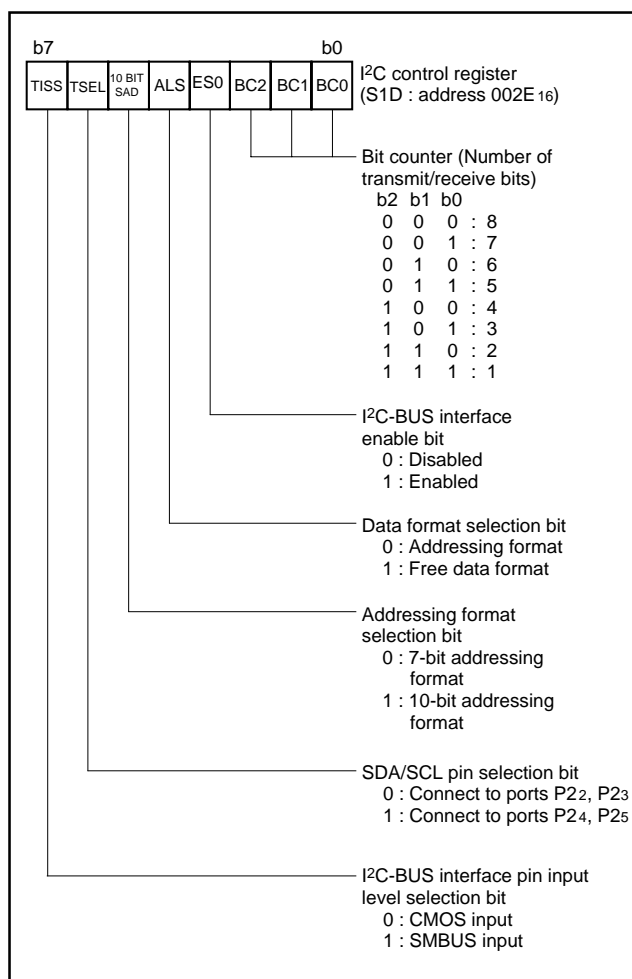 b7 b0
TISS TSEL 10 BIT SAD ALS ES0 BC2 BC1 BC0
I2C control register
(S1D : address 002E16)
Bit counter (Number of
transmit/receive bits)
b2 b1 b0
0 0 0 : 8
0 0 1 : 7
0 1 0 : 6
0 1 1 : 5
1 0 0 : 4
1 0 1 : 3
1 1 0 : 2
1 1 1 : 1
I2C-BUS interface
enable bit
0 : Disabled
1 : Enabled
Data format selection bit
0 : Addressing format
1 : Free data format
Addressing format
selection bit
0 : 7-bit addressing
format
1 : 10-bit addressing
format
SDA/SCL pin selection bit
0 : Connect to ports P22, P23
1 : Connect to ports P24, P25
I2C-BUS interface pin input
level selection bit
0 : CMOS input
1 : SMBUS input